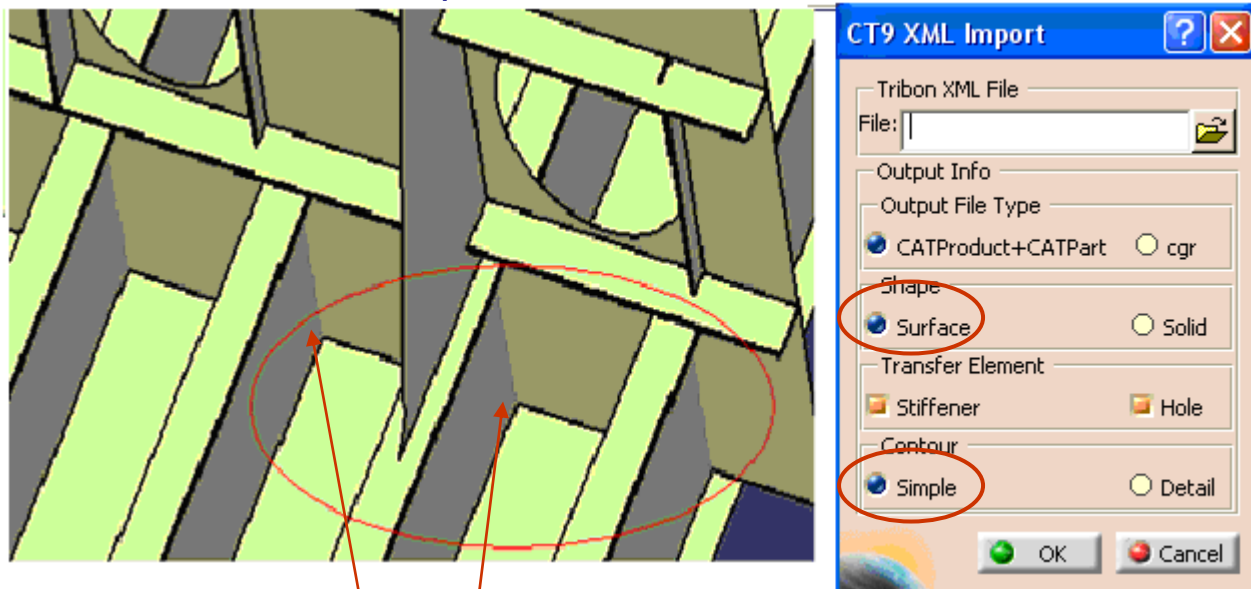 CT9 XML Import
Tribon XML File
File:
Output Info
Output File Type
CATProduct+CATPart cgr
Shape
Surface Solid
Transfer Element
Stiffener Hole
Contour
Simple Detail
OK Cancel